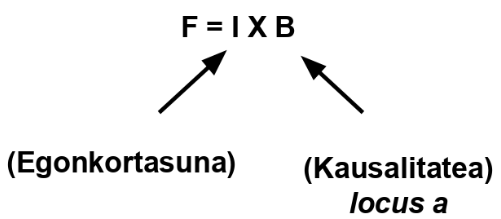 F = I X B
(Egonkortasuna)
(Kausalitatea)
locus a